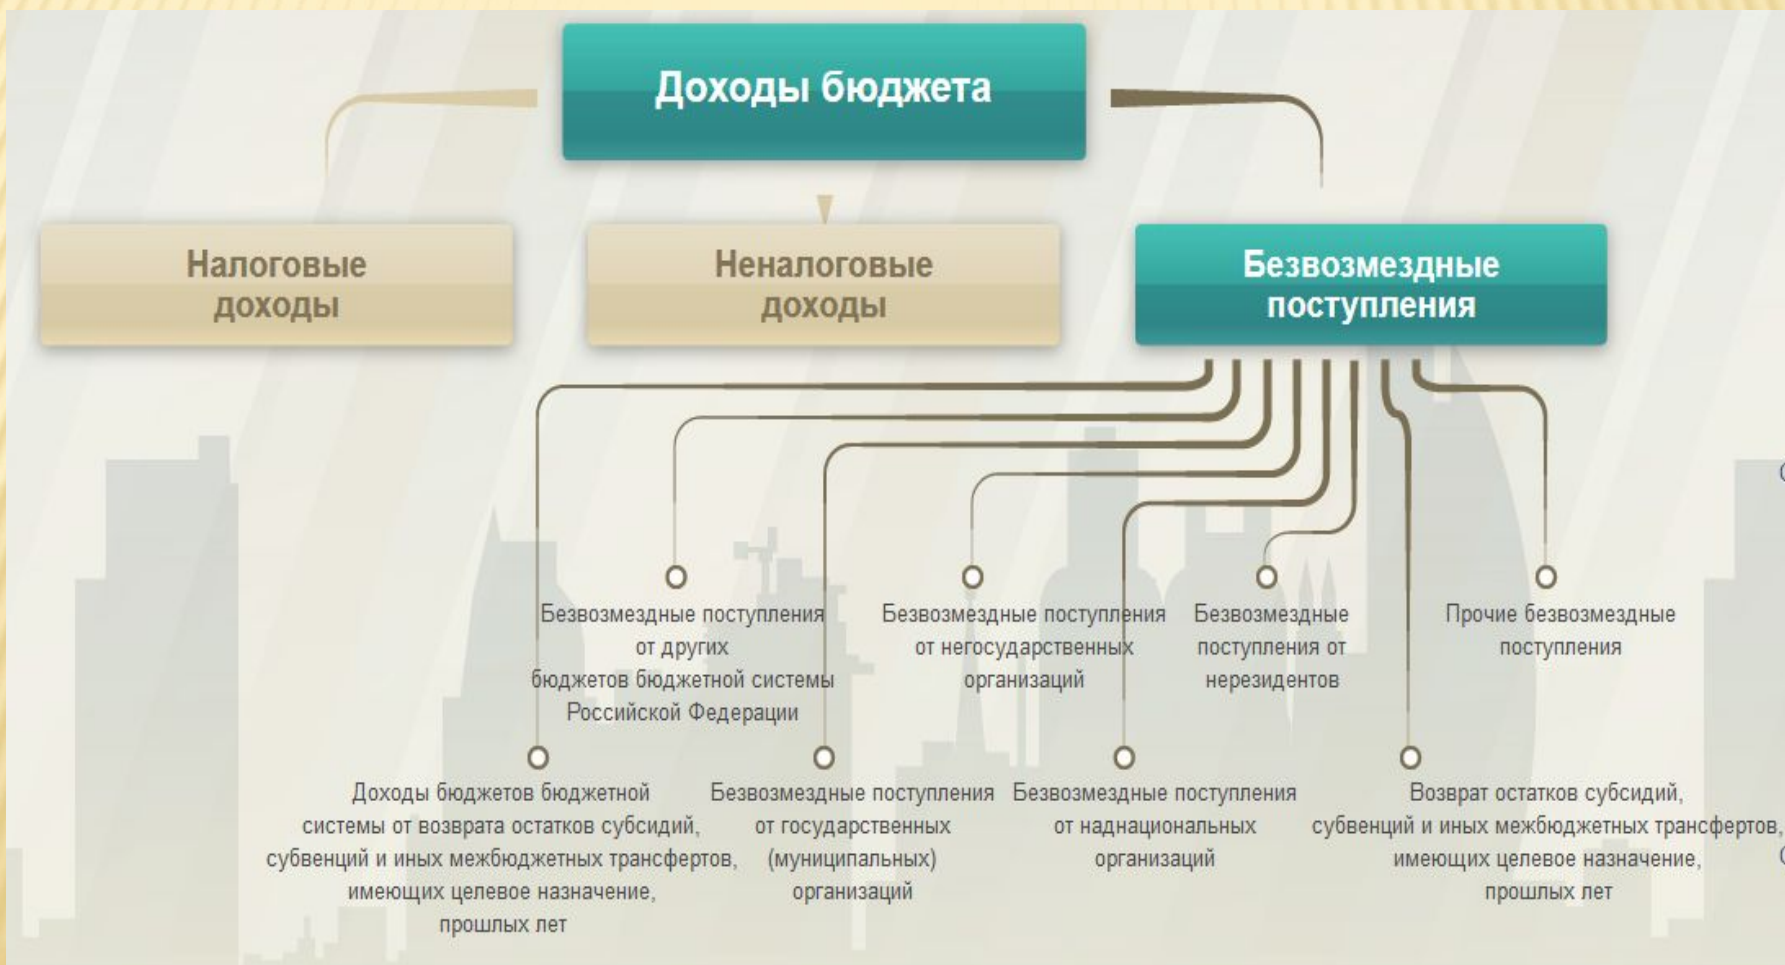 Доходы бюджета
Налоговые
доходы
Неналоговые
доходы
Безвозмездные
поступления
Безвозмездные поступления
от других
бюджетов бюджетной системы
Российской Федерации
Безвозмездные поступления
от негосударственных
организаций
Безвозмездные
поступления от
нерезидентов
Прочие безвозмездные
поступления
Доходы бюджетов бюджетной
системы от возврата остатков субсидий,
субвенций и иных межбюджетных трансфертов,
имеющих целевое назначение,
прошлых лет
Безвозмездные поступления
от государственных
(муниципальных)
организаций
Безвозмездные поступления
от наднациональных
организаций
Возврат остатков субсидий,
субвенций и иных межбюджетных трансфертов,
имеющих целевое назначение,
прошлых лет